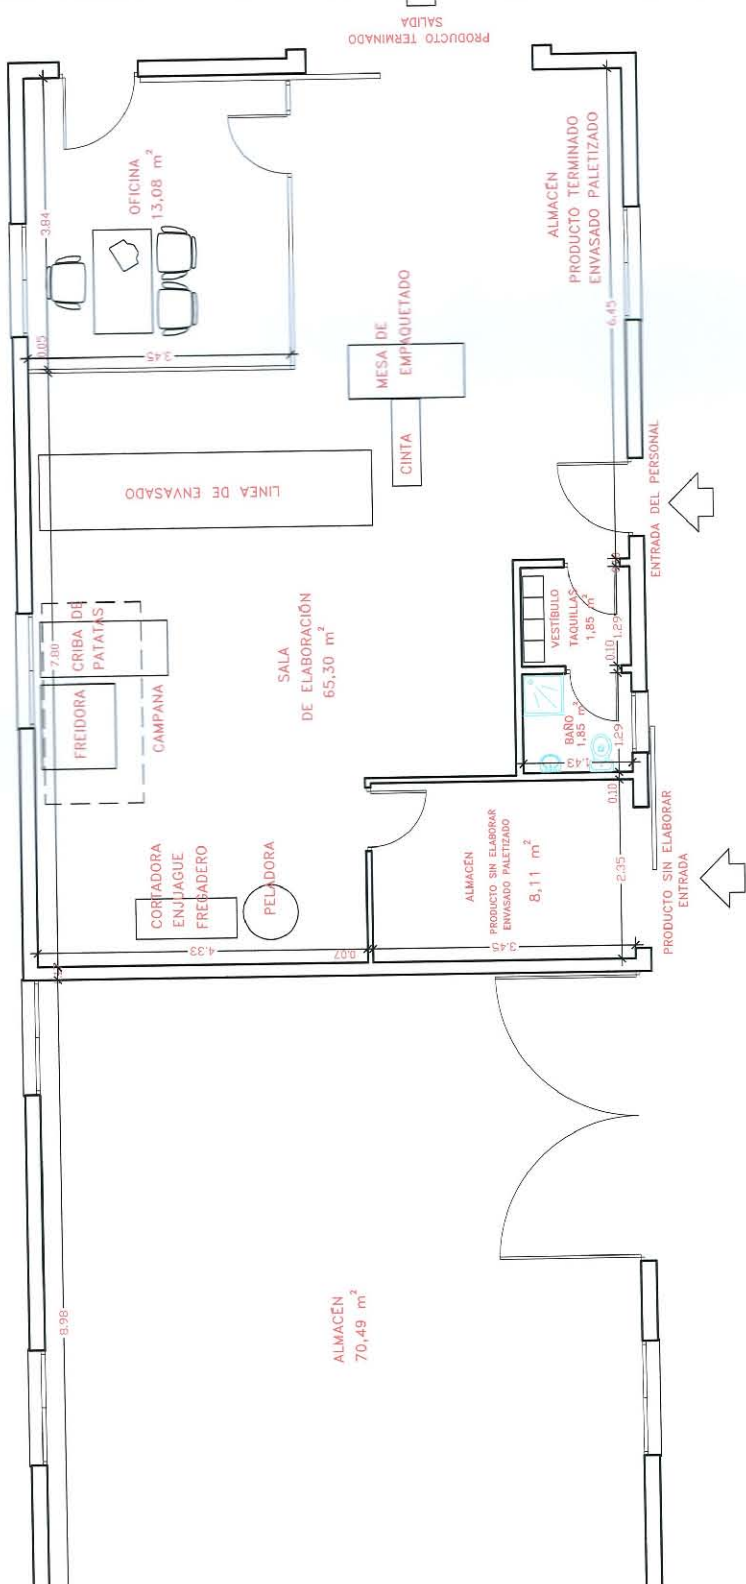 PRODUCTO TERMINADO
SALIDA
OFICINA
13,08 m²
3.84
0.05
3.45
ALMACÉN
PRODUCTO TERMINADO
ENVASADO PALETIZADO
6.45
MESA DE
EMPAQUETADO
CINTA
LINEA DE ENVASADO
ENTRADA DEL PERSONAL
CRIBA DE
PATATAS
7.80
FREIDORA
CAMPANA
SALA
DE ELABORACIÓN
65,30 m²
VESTÍBULO
TAQUILLAS
1,85 m²
1.29
0.10
BAÑO
1,85 m²
1.29
1.43
0.10
CORTADORA
ENJUAGUE
FREGADERO
PELADORA
4.33
0.07
ALMACÉN
PRODUCTO SIN ELABORAR
ENVASADO PALETIZADO
8,11 m²
2.35
3.45
PRODUCTO SIN ELABORAR
ENTRADA
8.98
ALMACÉN
70,49 m²